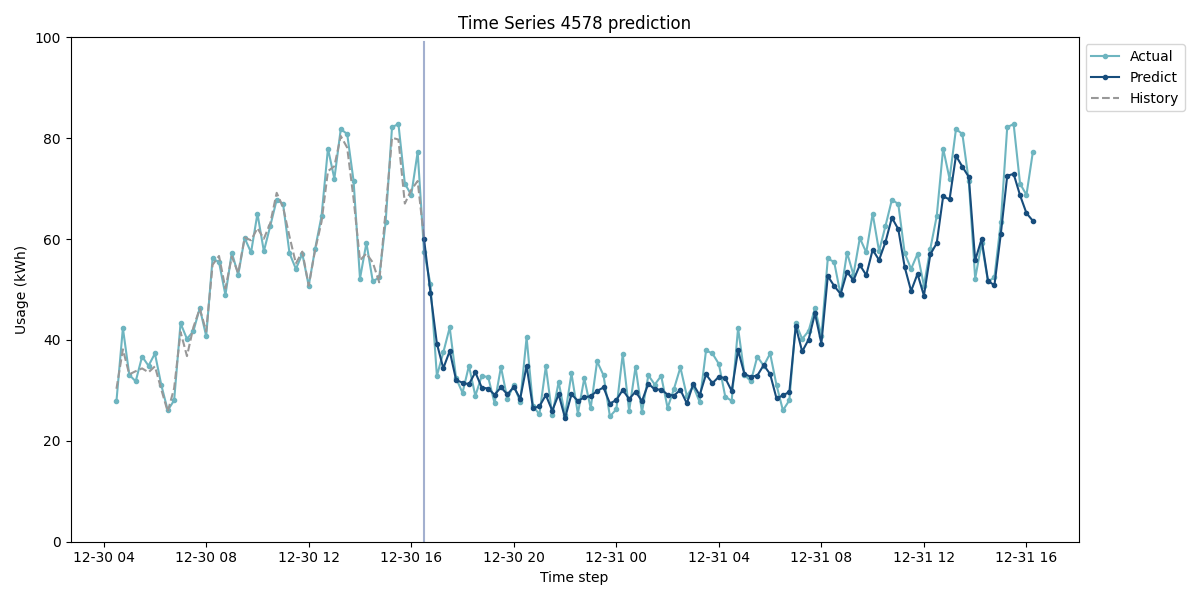 Time Series 4578 prediction
100
80
60
40
20
0
Usage (kWh)
12-30 04
12-30 08
12-30 12
12-30 16
12-30 20
12-31 00
12-31 04
12-31 08
12-31 12
12-31 16
Time step
Actual
Predict
History